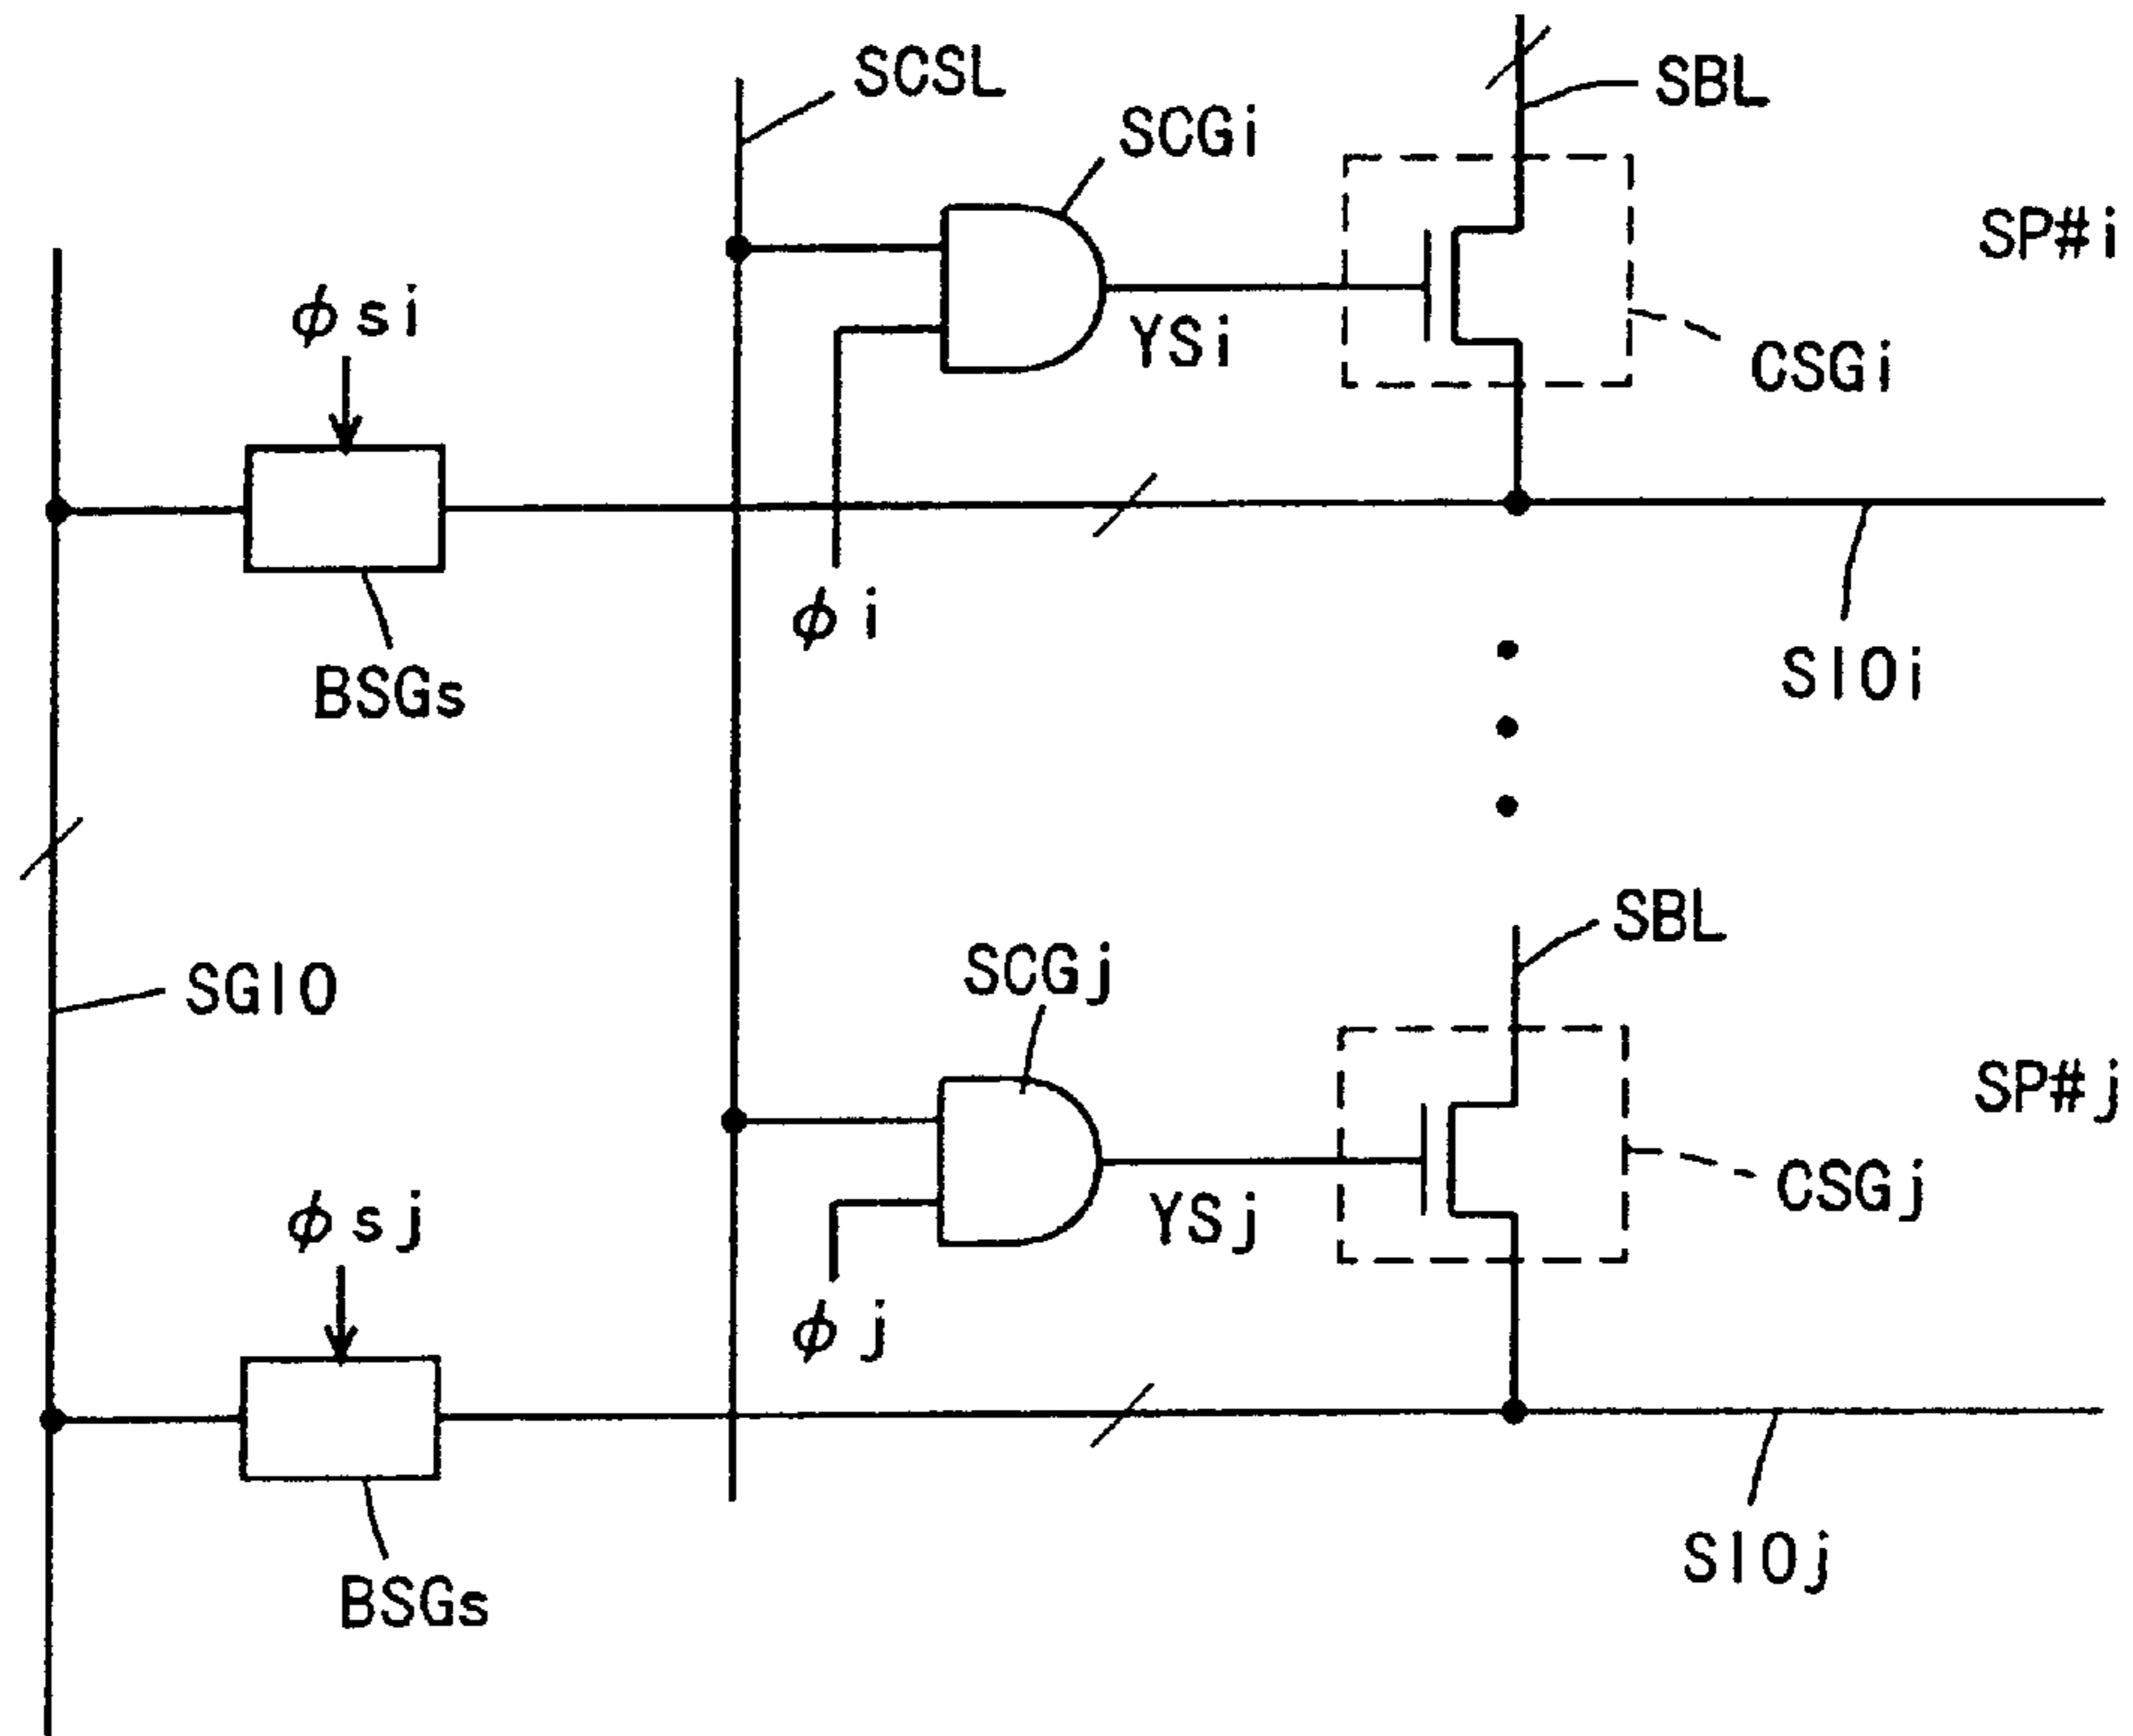 SCSL
SBL
SCGi
SP#i
φsi
YSi
CSGi
φi
BSGs
SIOi
SBL
SCGj
SGIO
SP#j
CSGj
φsj
YSj
φj
SIOj
BSGs